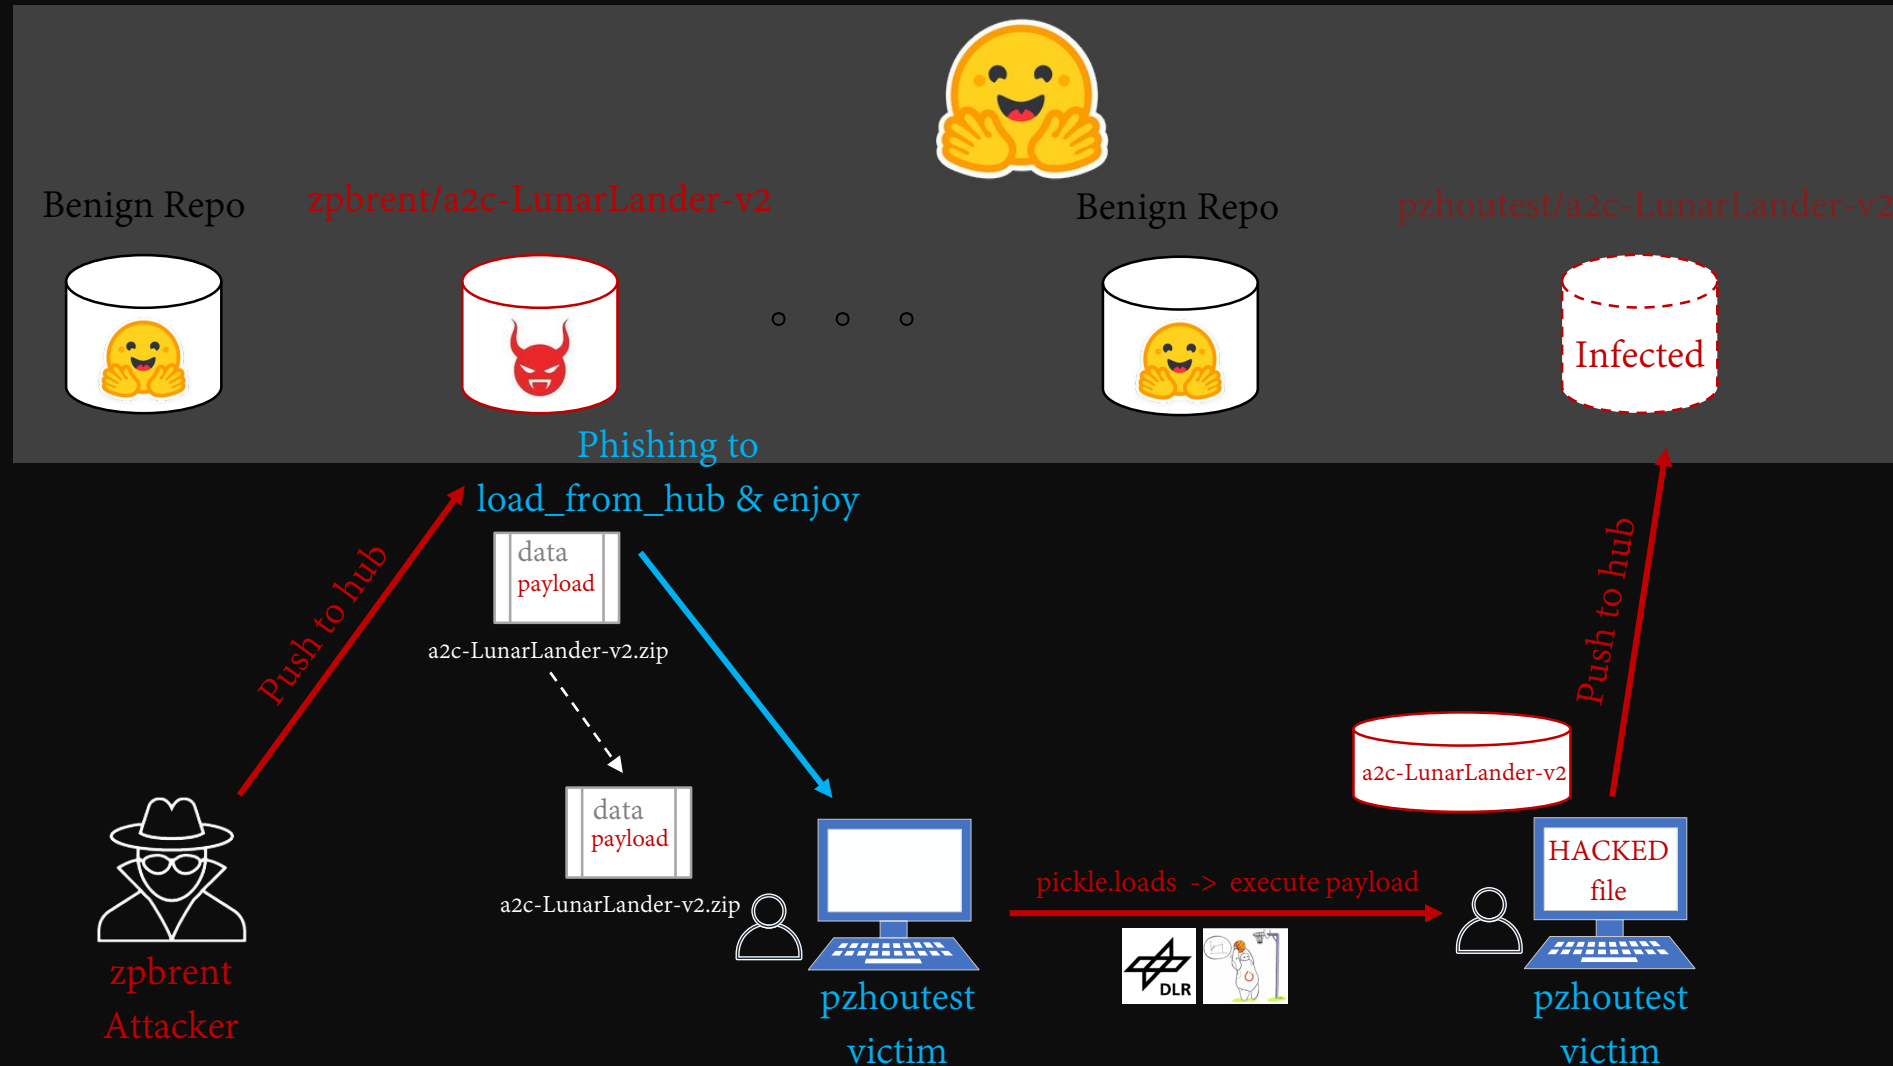 Benign Repo
zpbrent/a2c-LunarLander-v2
Benign Repo
pzhoutest/a2c-LunarLander-v2
Infected
Phishing to
load_from_hub & enjoy
Push to hub
data
payload
a2c-LunarLander-v2.zip
data
payload
a2c-LunarLander-v2.zip
zpbrent
Attacker
pzhoutest
victim
pickle.loads -> execute payload
DLR
Push to hub
a2c-LunarLander-v2
HACKED
file
pzhoutest
victim